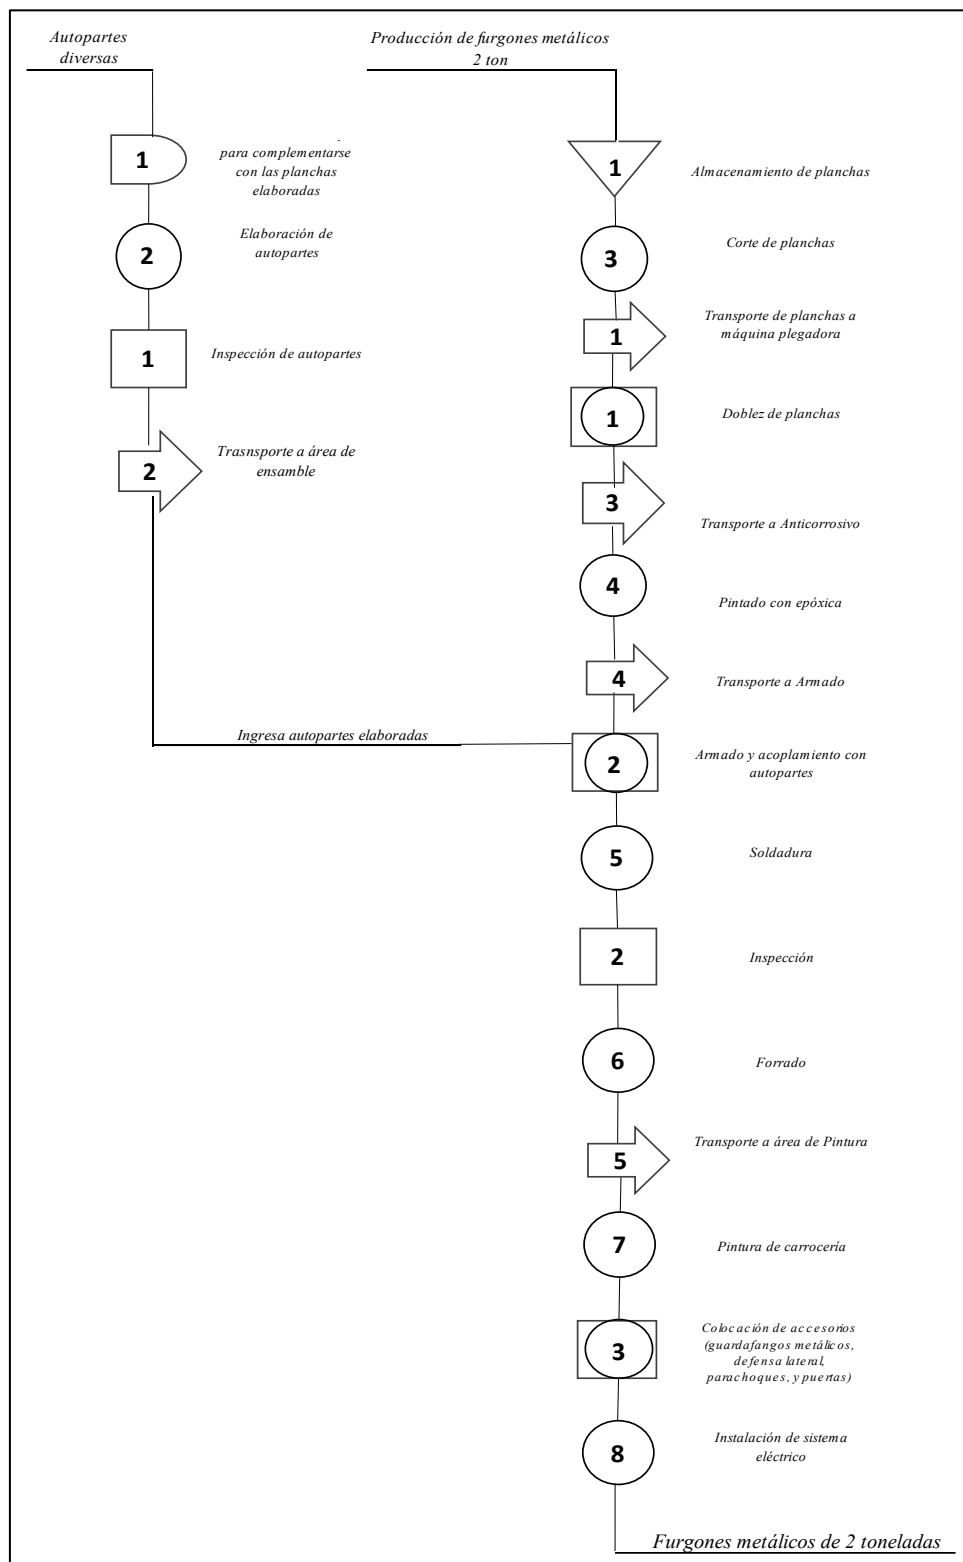 Autopartes
diversas
Producción de furgones metálicos
2 ton
1
para complementarse
con las planchas
elaboradas
1
Almacenamiento de planchas
2
Elaboración de
autopartes
3
Corte de planchas
1
Transporte de planchas a
máquina plegadora
1
Inspección de autopartes
1
Doblez de planchas
2
Trasnsporte a área de
ensamble
3
Transporte a Anticorrosivo
4
Pintado con epóxica
4
Transporte a Armado
Ingresa autopartes elaboradas
2
Armado y acoplamiento con
autopartes
5
Soldadura
2
Inspección
6
Forrado
5
Transporte a área de Pintura
7
Pintura de carrocería
3
Colocación de accesorios
(guardafangos metálicos,
defensa lateral,
parachoques, y puertas)
8
Instalación de sistema
eléctrico
Furgones metálicos de 2 toneladas